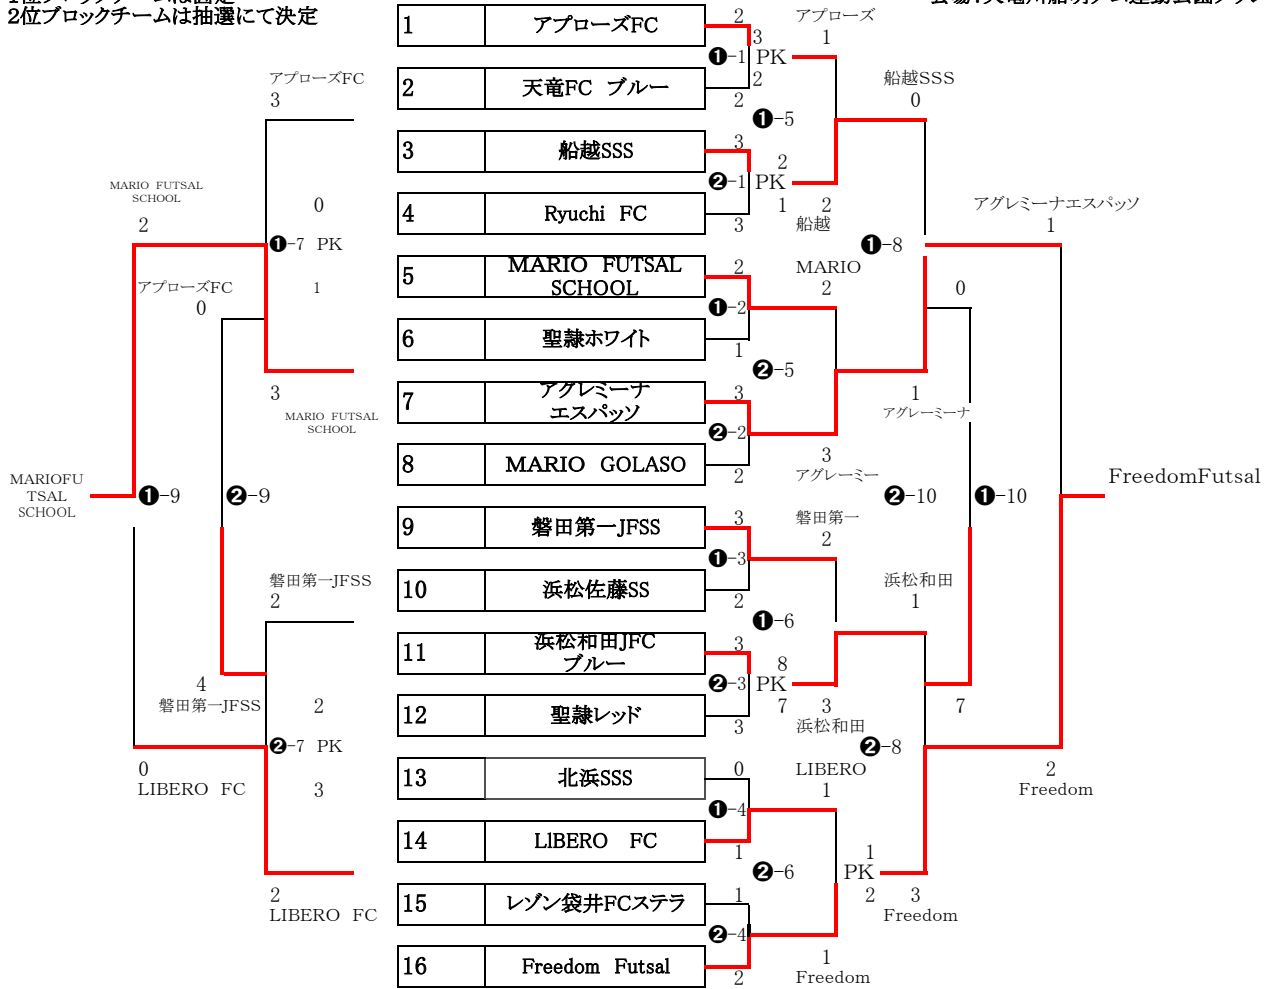 2位ブロックチームは抽選にて決定
1 アプローズFC
2 天竜FC ブルー
3 船越SSS
4 Ryuchi FC
5 MARIO FUTSAL
SCHOOL
6 聖隷ホワイト
7 アグレミーナ
エスパッソ
8 MARIO GOLASO
9 磐田第一JFSS
10 浜松佐藤SS
11 浜松和田JFC
ブルー
12 聖隷レッド
13 北浜SSS
14 LIBERO FC
15 レゾン袋井FCステラ
16 Freedom Futsal
2
3
❶-1 PK
2
2
3
2
❷-1 PK
1
3
2
❶-2
1
3
❷-2
2
3
❶-3
2
3
8
❷-3 PK
7
3
0
❶-4
1
1
❷-4
2
アプローズ
1
❶-5
2
船越
MARIO
2
❷-5
3
アグレーミー
磐田第一
2
❶-6
3
浜松和田
LIBERO
1
❷-6
1
Freedom
船越SSS
0
❶-8
1
アグレーミーナ
浜松和田
1
❷-8
1
PK
2 3
Freedom
0
❷-10 ❶-10
7
アグレミーナエスパッソ
1
2
Freedom
FreedomFutsal
アプローズFC
3
0
❶-7 PK
1
3
MARIO FUTSAL
SCHOOL
MARIO FUTSAL
SCHOOL
2
アプローズFC
0
MARIOFU
TSAL
SCHOOL
❶-9 ❷-9
磐田第一JFSS
2
4
磐田第一JFSS
2
❷-7 PK
3
0
LIBERO FC
2
LIBERO FC